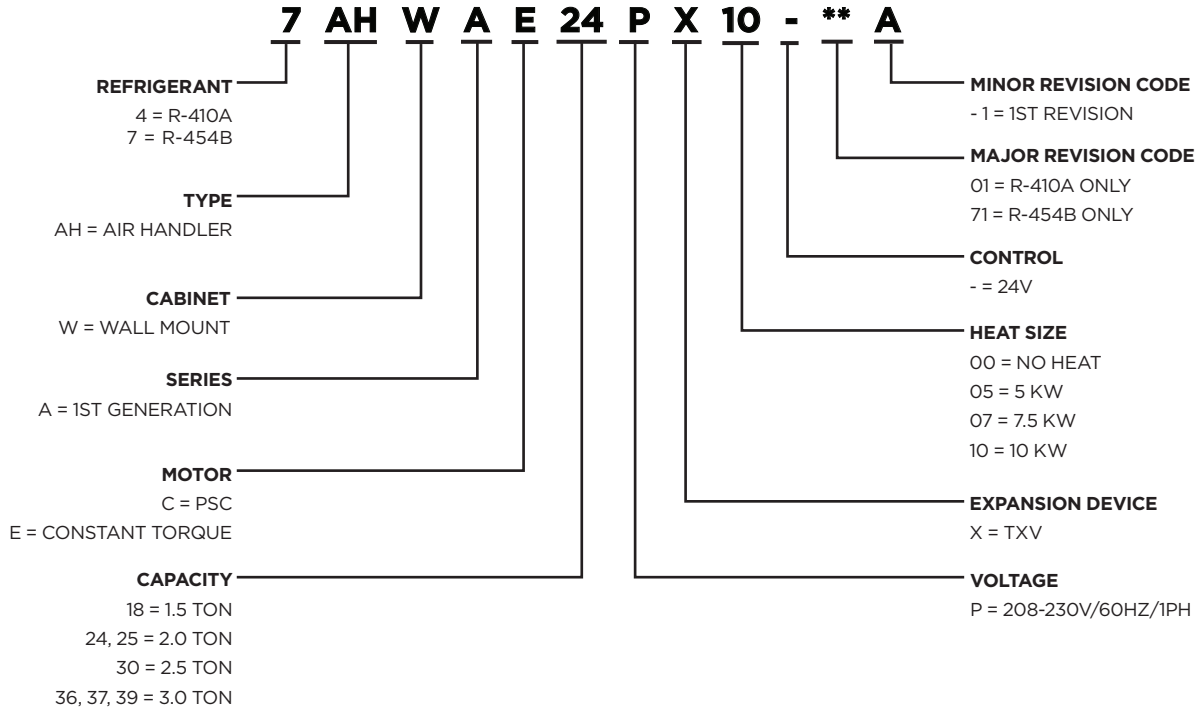 7 AH W A E 24 P X 10 - ** A
REFRIGERANT
4 = R-410A
7 = R-454B
TYPE
AH = AIR HANDLER
CABINET
W = WALL MOUNT
SERIES
A = 1ST GENERATION
MOTOR
C = PSC
E = CONSTANT TORQUE
CAPACITY
18 = 1.5 TON
24, 25 = 2.0 TON
30 = 2.5 TON
36, 37, 39 = 3.0 TON
MINOR REVISION CODE
- 1 = 1ST REVISION
MAJOR REVISION CODE
01 = R-410A ONLY
71 = R-454B ONLY
CONTROL
- = 24V
HEAT SIZE
00 = NO HEAT
05 = 5 KW
07 = 7.5 KW
10 = 10 KW
EXPANSION DEVICE
X = TXV
VOLTAGE
P = 208-230V/60HZ/1PH